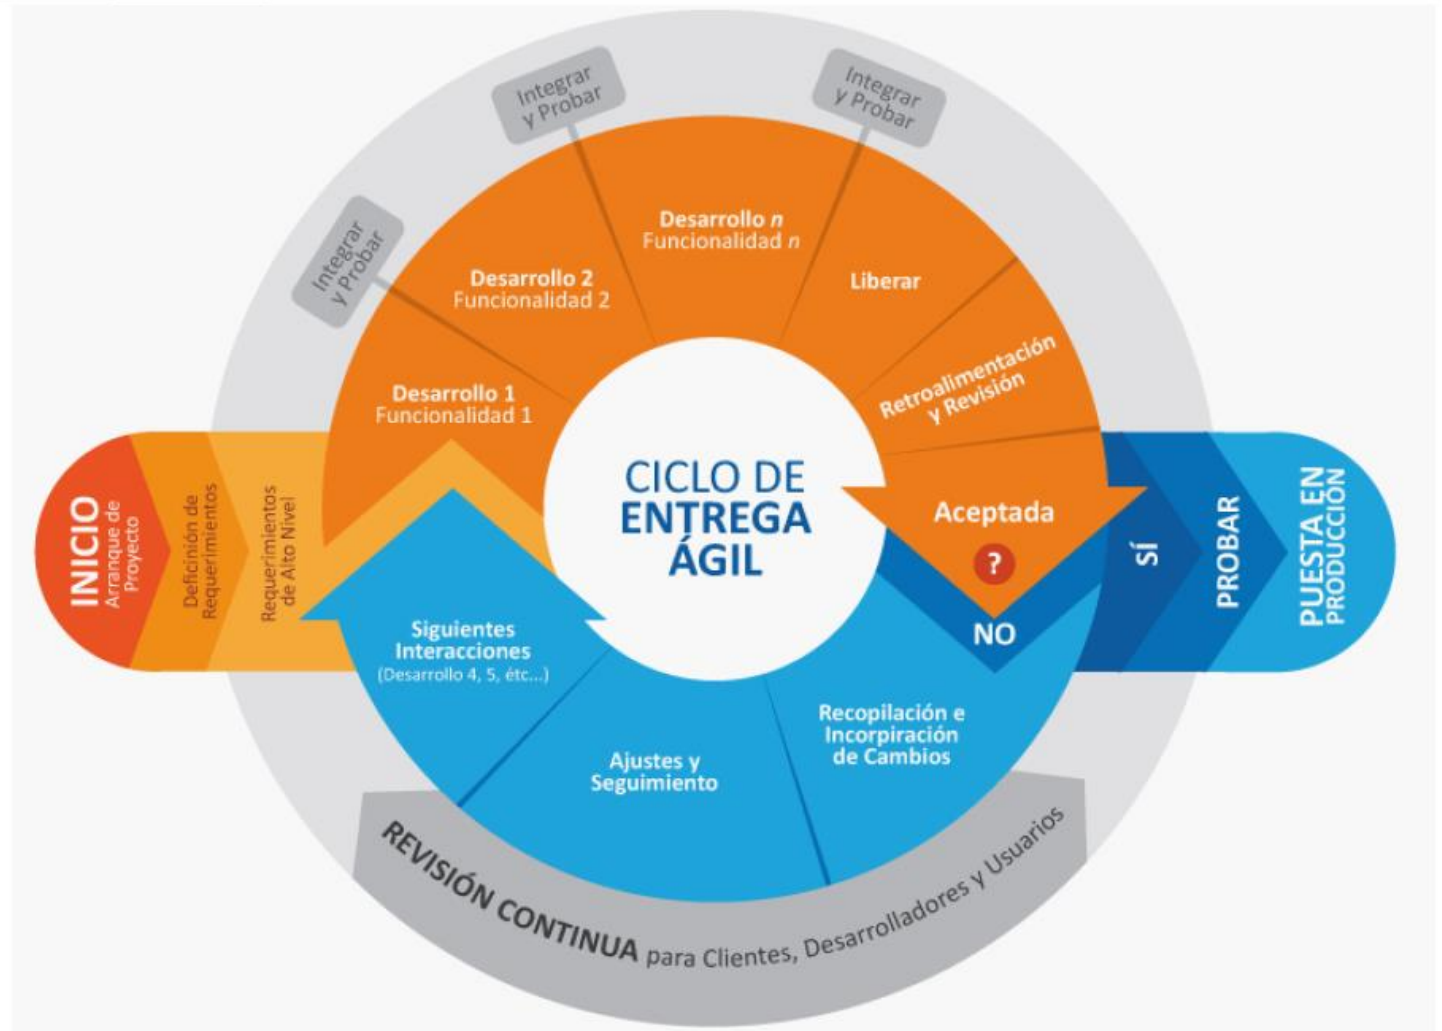 INICIO
Arranque de
Proyecto
Deficinión de
Requerimientos
Requerimientos
de Alto Nivel
Desarrollo 1
Funcionalidad 1
Integrar
y Probar
Desarrollo 2
Funcionalidad 2
Integrar
y Probar
Desarrollo n
Funcionalidad n
Integrar
y Probar
Liberar
Retroalimentación
y Revisión
Aceptada
?
SÍ
PROBAR
PUESTA EN
PRODUCCIÓN
NO
Recopilación e
Incorpiración
de Cambios
Ajustes y
Seguimiento
Siguientes
Interacciones
(Desarrollo 4, 5, étc...)
CICLO DE
ENTREGA
ÁGIL
REVISIÓN CONTINUA para Clientes, Desarrolladores y Usuarios